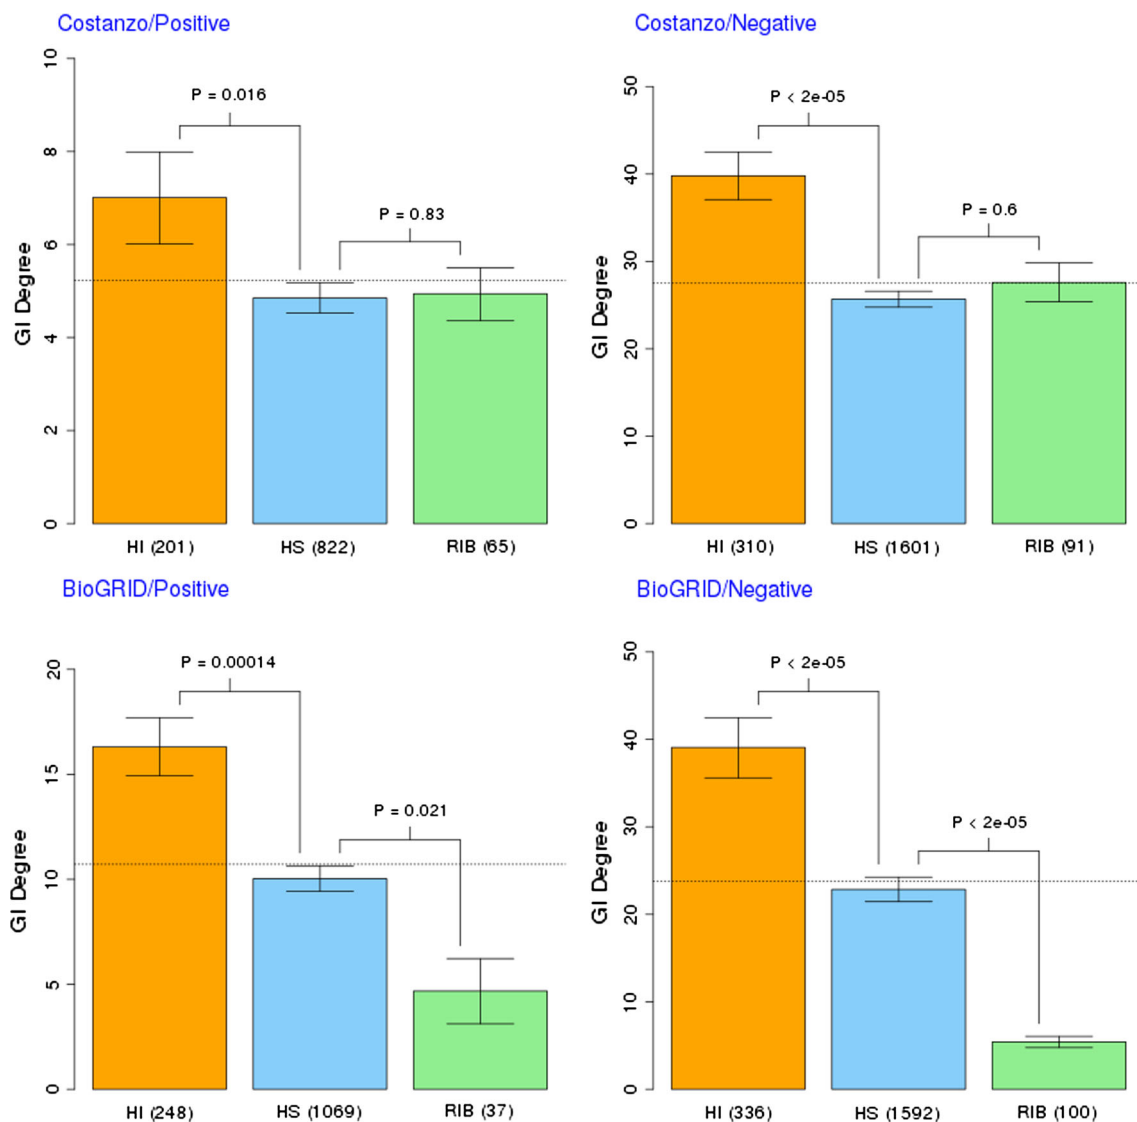 Costanzo/Positive
GI Degree
10
8
6
4
2
0
P = 0.016
P = 0.83
HI (201)
HS (822)
RIB (65)
Costanzo/Negative
GI Degree
50
40
30
20
10
0
P < 2e-05
P = 0.6
HI (310)
HS (1601)
RIB (91)
BioGRID/Positive
GI Degree
20
15
10
5
0
P = 0.00014
P = 0.021
HI (248)
HS (1069)
RIB (37)
BioGRID/Negative
GI Degree
50
40
30
20
10
0
P < 2e-05
P < 2e-05
HI (336)
HS (1592)
RIB (100)